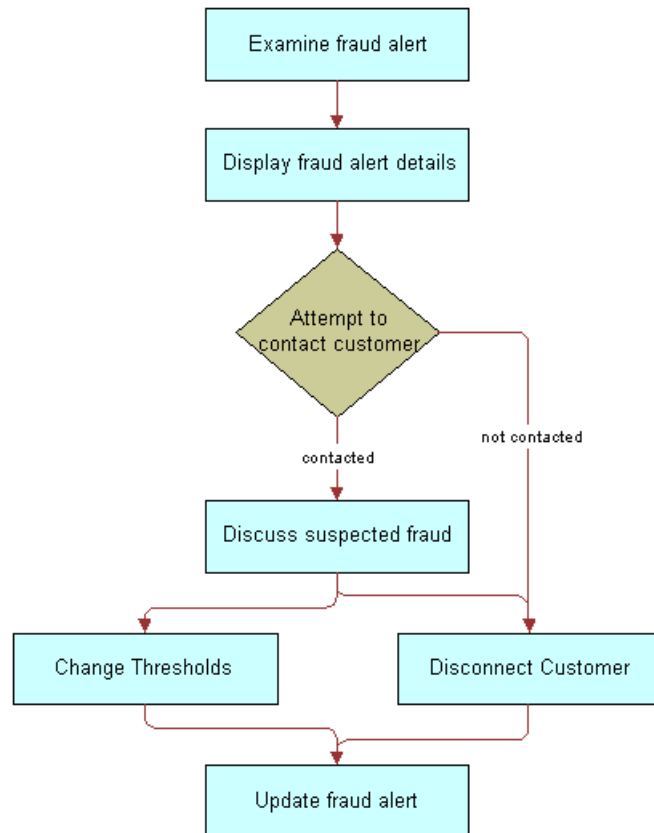 Examine fraud alert
Display fraud alert details
Attempt to
contact customer
not contacted
contacted
Discuss suspected fraud
Change Thresholds
Disconnect Customer
Update fraud alert